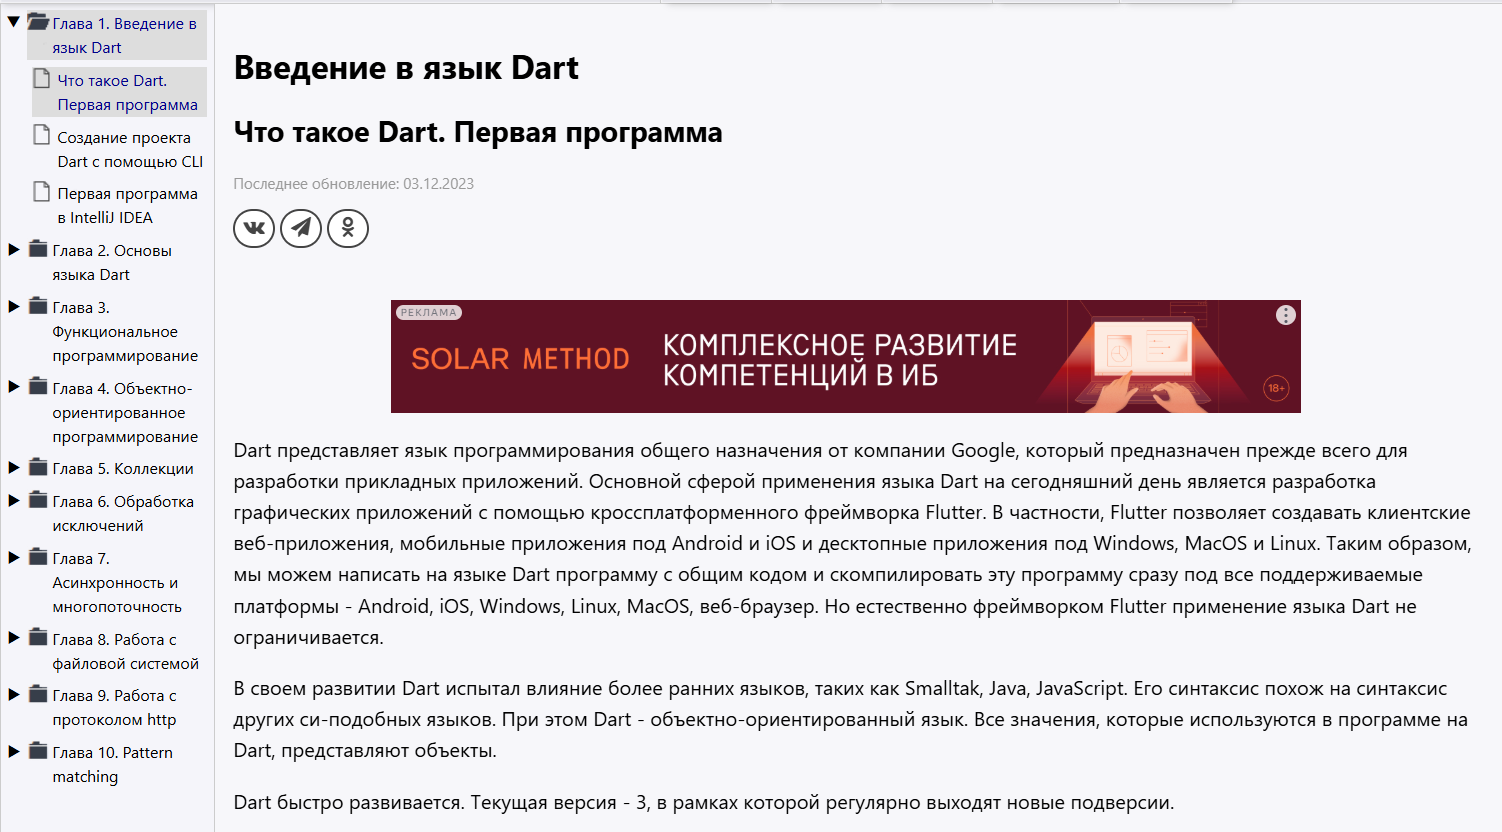 Глава 1. Введение в
язык Dart
Что такое Dart.
Первая программа
Создание проекта
Dart с помощью CLI
Первая программа
в IntelliJ IDEA
Глава 2. Основы
языка Dart
Глава 3.
Функциональное
программирование
Глава 4. Объектно-
ориентированное
программирование
Глава 5. Коллекции
Глава 6. Обработка
исключений
Глава 7.
Асинхронность и
многопоточность
Глава 8. Работа с
файловой системой
Глава 9. Работа с
протоколом http
Глава 10. Pattern
matching
Введение в язык Dart
Что такое Dart. Первая программа
Последнее обновление: 03.12.2023
РЕКЛАМА
SOLAR METHOD
КОМПЛЕКСНОЕ РАЗВИТИЕ
КОМПЕТЕНЦИЙ В ИБ
18+
Dart представляет язык программирования общего назначения от компании Google, который предназначен прежде всего для
разработки прикладных приложений. Основной сферой применения языка Dart на сегодняшний день является разработка
графических приложений с помощью кроссплатформенного фреймворка Flutter. В частности, Flutter позволяет создавать клиентские
веб-приложения, мобильные приложения под Android и iOS и десктопные приложения под Windows, MacOS и Linux. Таким образом,
мы можем написать на языке Dart программу с общим кодом и скомпилировать эту программу сразу под все поддерживаемые
платформы - Android, iOS, Windows, Linux, MacOS, веб-браузер. Но естественно фреймворком Flutter применение языка Dart не
ограничивается.
В своем развитии Dart испытал влияние более ранних языков, таких как Smalltak, Java, JavaScript. Его синтаксис похож на синтаксис
других си-подобных языков. При этом Dart - объектно-ориентированный язык. Все значения, которые используются в программе на
Dart, представляют объекты.
Dart быстро развивается. Текущая версия - 3, в рамках которой регулярно выходят новые подверсии.